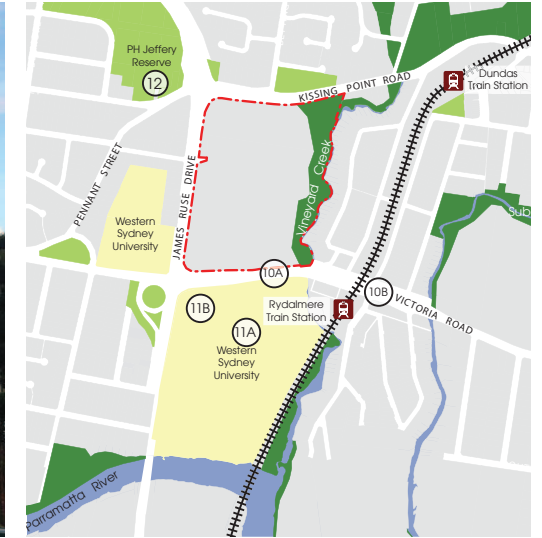 PH Jeffery
Reserve
12
KISSING POINT ROAD
Dundas
Train Station
PENNANT STREET
JAMES RUSE DRIVE
Vineyard Creek
Western
Sydney
University
Sub
10A
10B
Rydalmere
Train Station
VICTORIA ROAD
11B
11A
Western
Sydney
University
Parramatta River